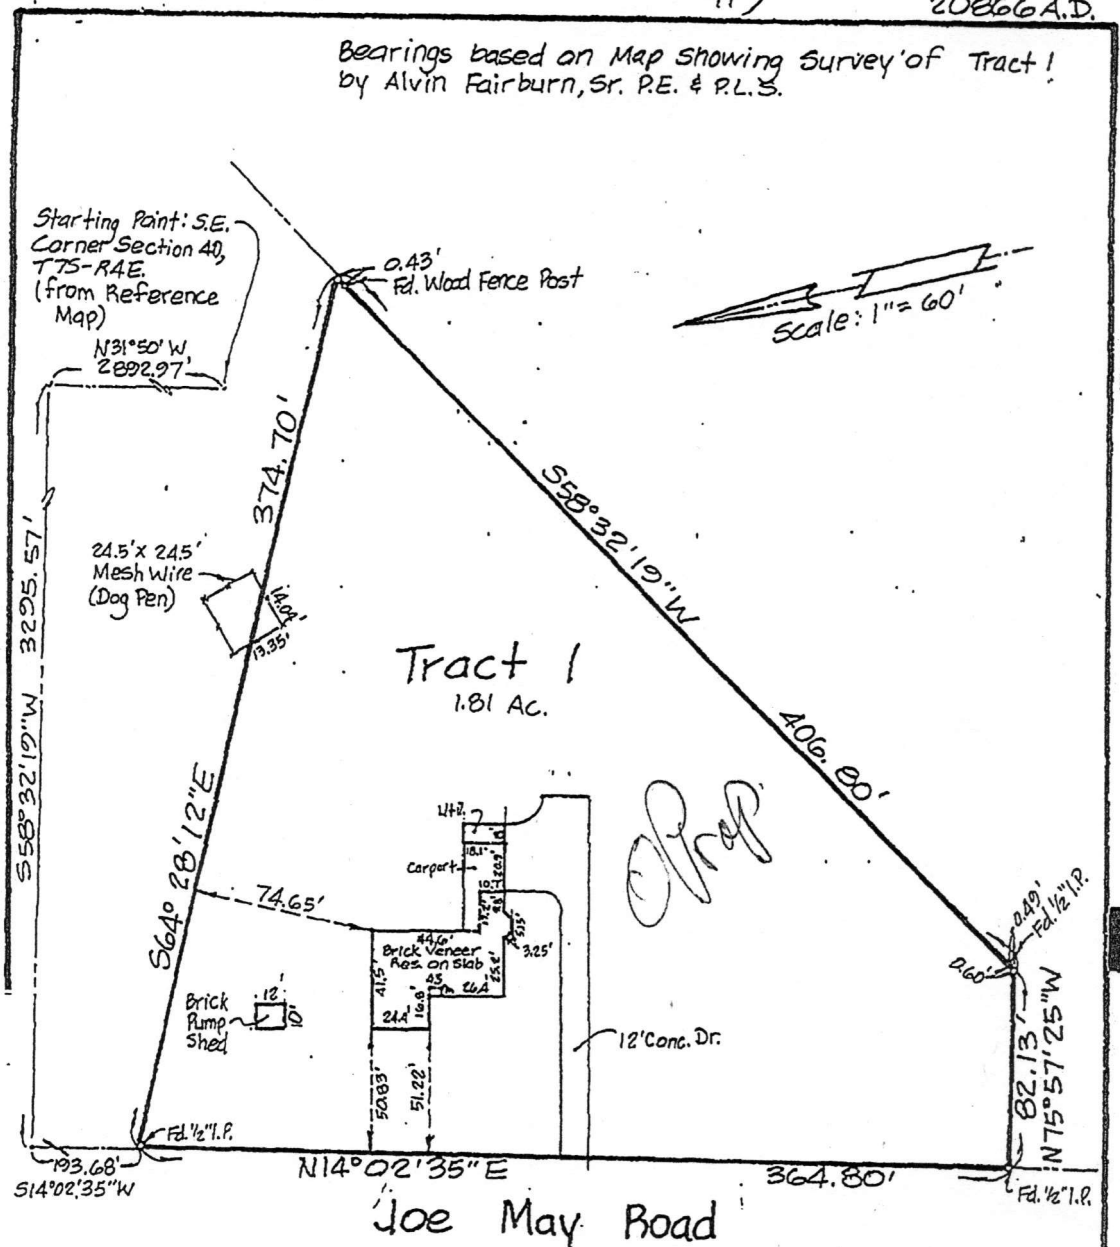 20866 A.D.
Bearings based on Map Showing Survey of Tract 1
by Alvin Fairburn, Sr. P.E. & P.L.S.
Starting Point: S.E.
Corner Section 40,
T7S-R4E.
(from Reference
Map)
N31°50' W
2892.97'
0.43'
Fd. Wood Fence Post
Scale: 1"= 60'
374.70'
S58°32'19"W
S58°32'19"W 3295.57'
24.5' x 24.5'
Mesh Wire
(Dog Pen)
14.04'
13.35'
Tract 1
1.81 Ac.
406.80'
S64° 28'12"E
74.65'
Util.
18.1'
Carport
20.9'
44.6'
Brick Veneer
Res. on Slab
3.25'
41.5'
25.2'
26.4'
16.8'
24.4'
Brick
Pump
Shed
12'
10'
12' Conc. Dr.
50.83'
51.22'
0.49'
Fd. ½" I.P.
0.60'
82.13'
N75°57'25"W
Fd. ½" I.P.
193.68'
S14°02'35"W
N14°02'35"E
364.80'
Fd. ½" I.P.
Joe May Road